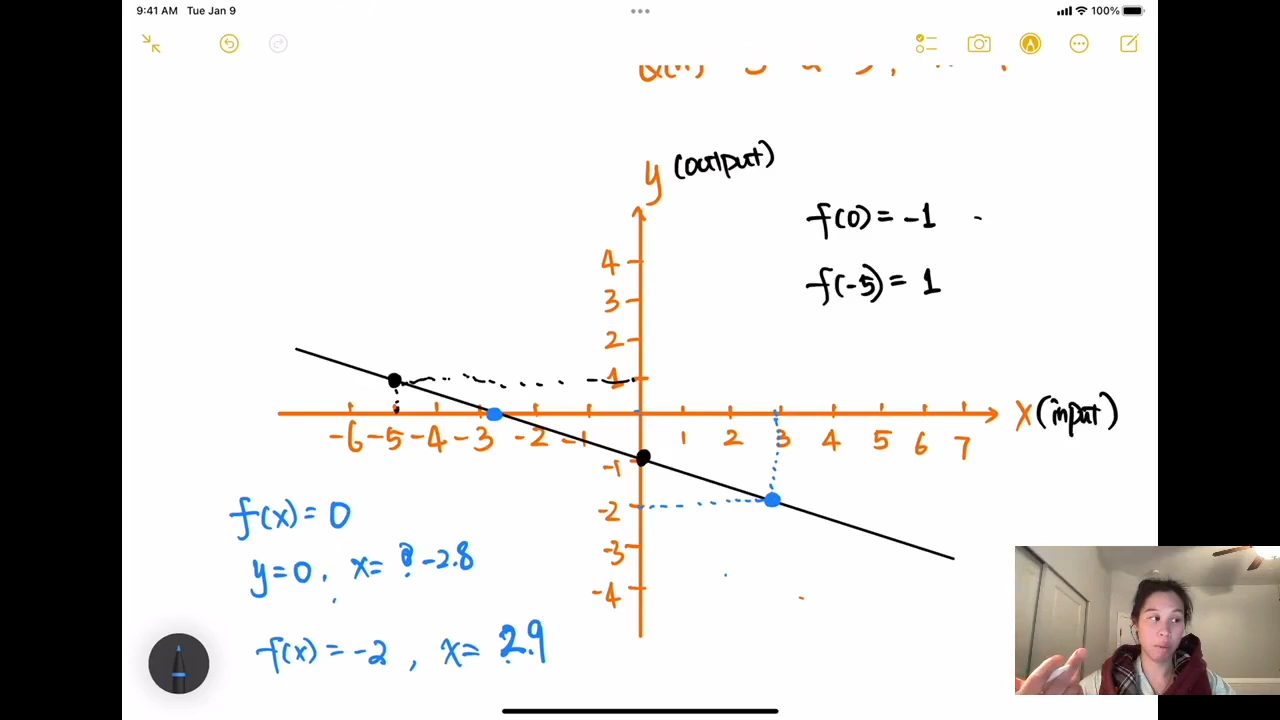 9:41 AM Tue Jan 9
100%
y (output)
f(0) = -1 -
f(-5) = 1
4
3
2
1
-6 -5 -4 -3 -2 -1 1 2 3 4 5 6 7
x (input)
-1
-2
-3
-4
f(x) = 0
y=0, x= ? -2.8
f(x) = -2, x= 2.9